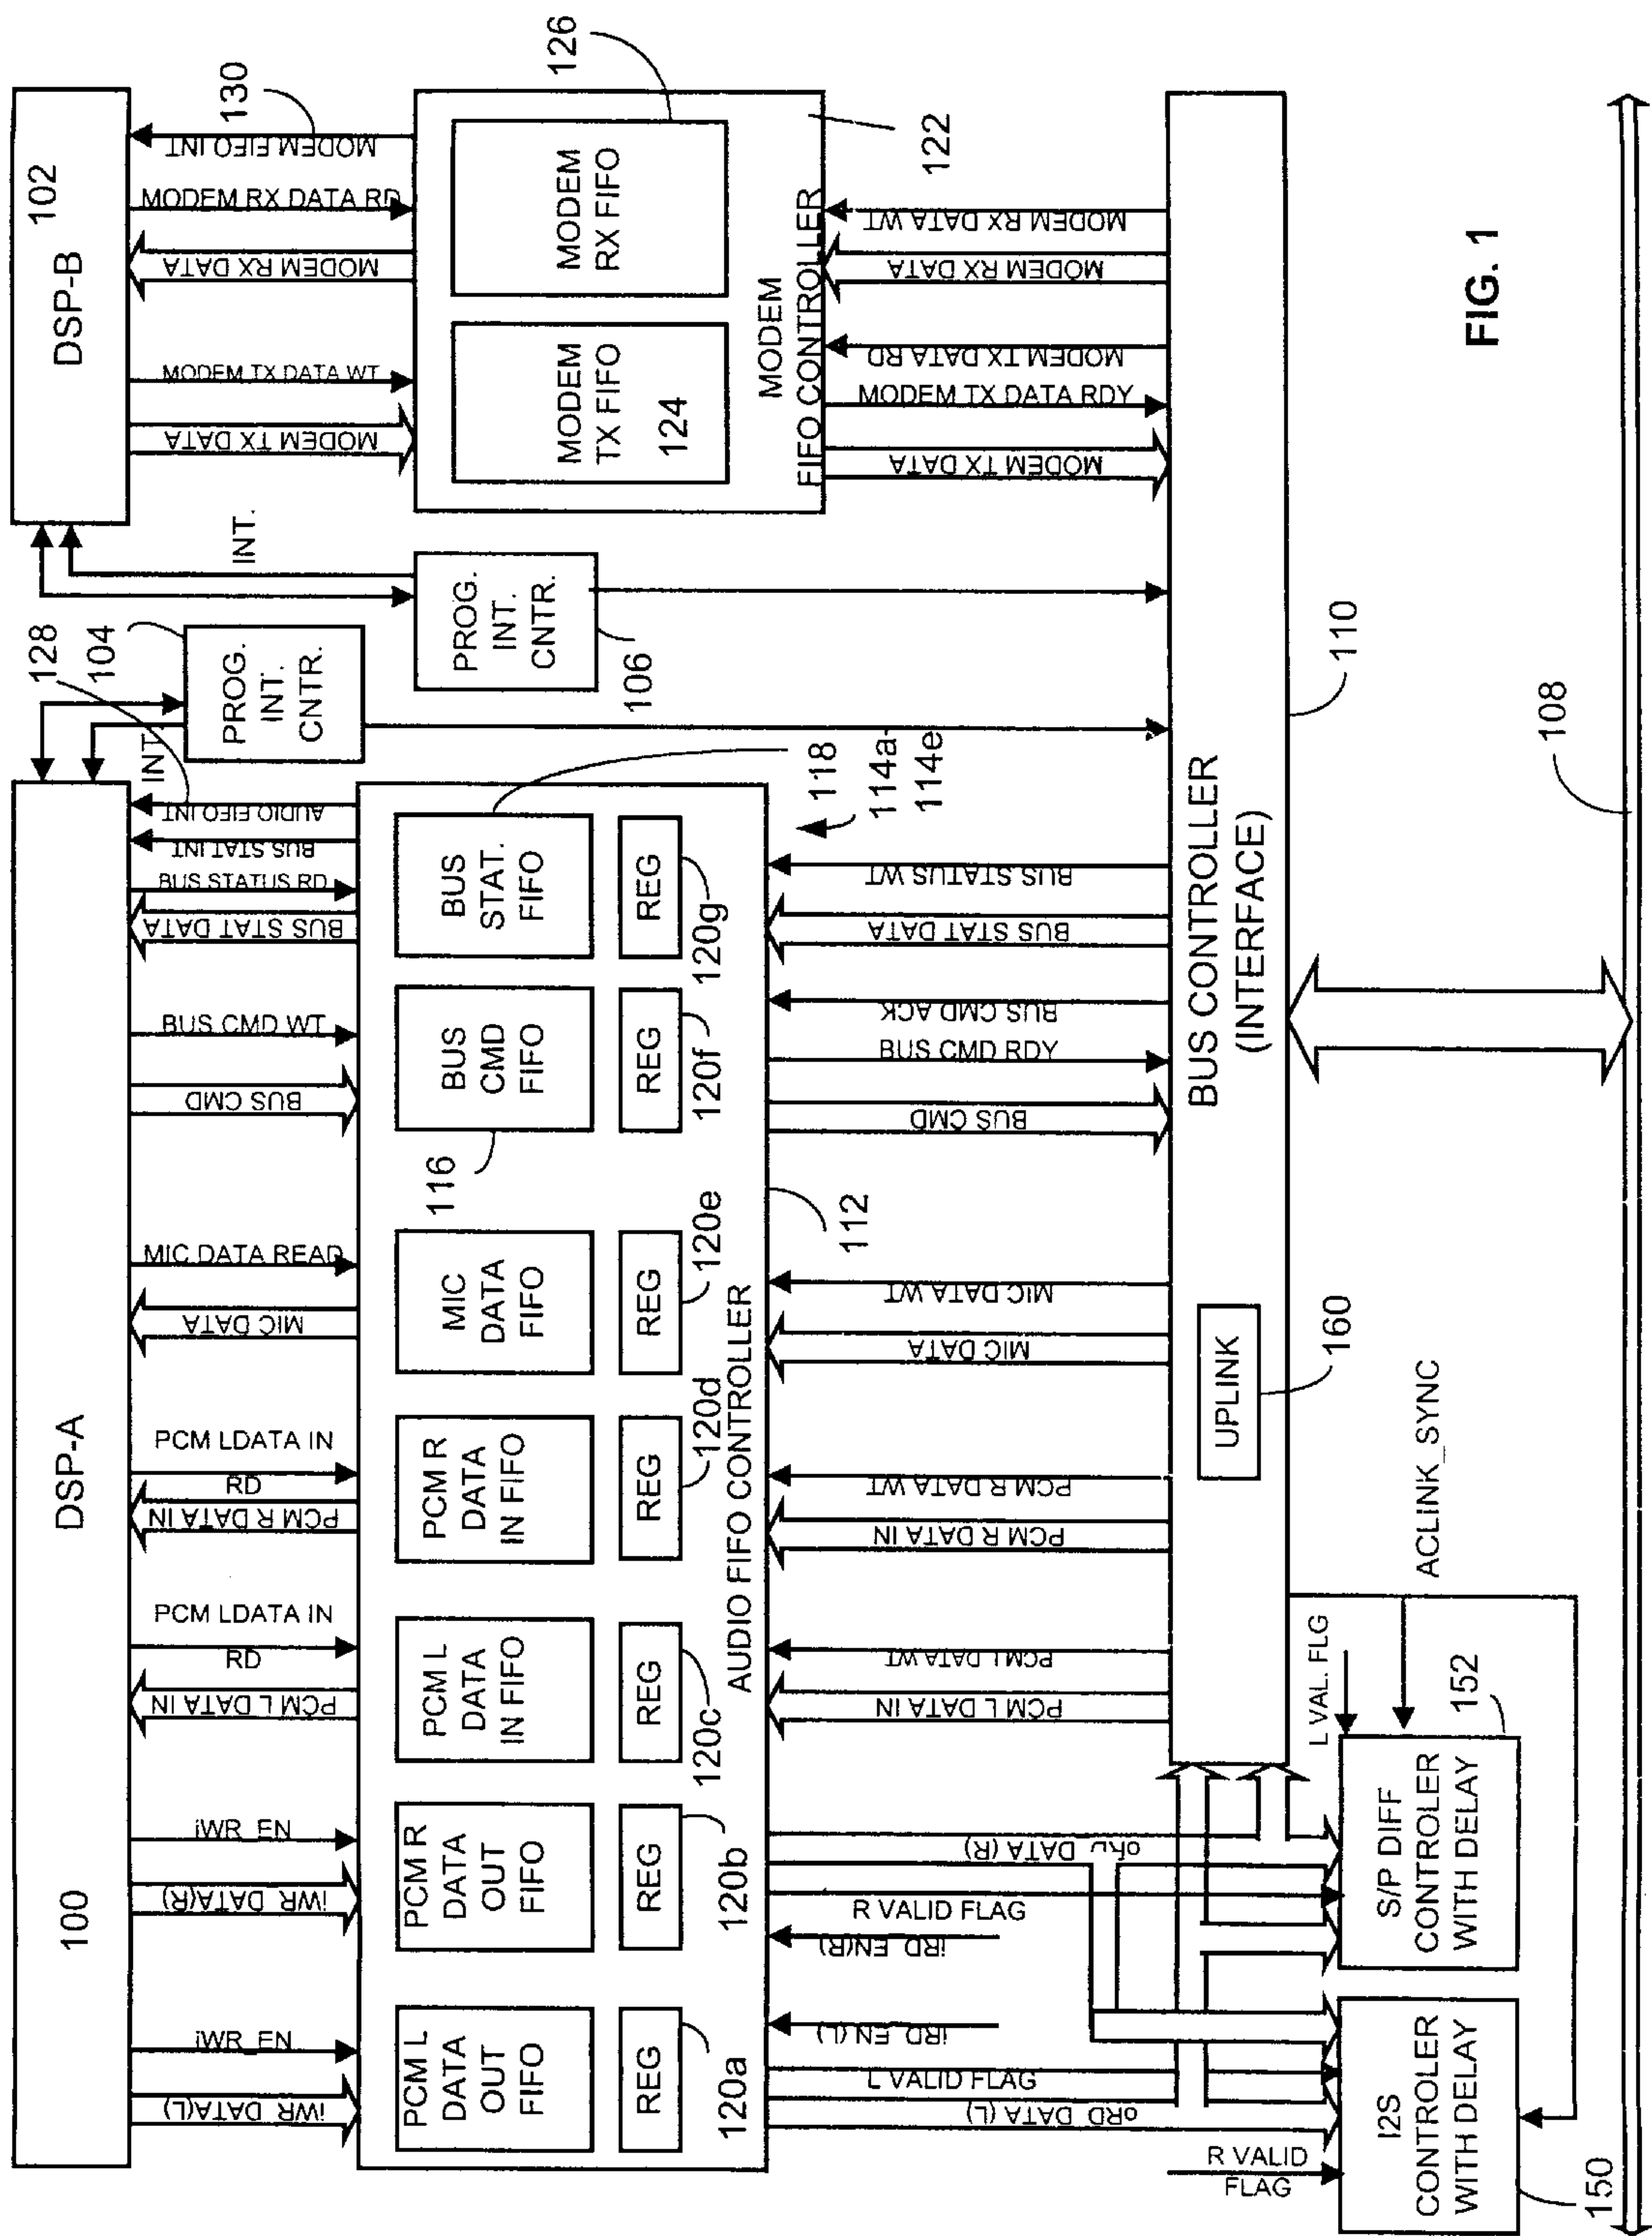 DSP-A
100
DSP-B
102
128
104
PROG.
INT.
CNTR.
INT
INT.
PROG.
INT.
CNTR.
106
130
126
iWR_DATA(L)
iWR_EN
iWR_DATA(R)
iWR_EN
PCM L DATA IN
PCM LDATA IN
RD
PCM R DATA IN
PCM LDATA IN
RD
MIC DATA
MIC DATA READ
BUS CMD
BUS CMD WT
BUS STAT DATA
BUS STATUS RD
BUS STAT INT
AUDIO FIFO INT
MODEM TX DATA
MODEM TX DATA WT
MODEM RX DATA
MODEM RX DATA RD
MODEM FIFO INT
PCM L
DATA
OUT
FIFO
PCM R
DATA
OUT
FIFO
PCM L
DATA
IN FIFO
PCM R
DATA
IN FIFO
MIC
DATA
FIFO
116
BUS
CMD
FIFO
BUS
STAT.
FIFO
REG
REG
REG
REG
REG
REG
REG
120a
120b
120c
120d
120e
120f
120g
AUDIO FIFO CONTROLLER
112
118
114a-
114e
MODEM
TX FIFO
124
MODEM
RX FIFO
MODEM
FIFO CONTROLLER
122
oRD_DATA (L)
L VALID FLAG
iRD_EN (L)
iRD_EN(R)
R VALID FLAG
DATA (R)
PCM L DATA IN
PCM L DATA WT
PCM R DATA IN
PCM R DATA WT
MIC DATA
MIC DATA WT
BUS CMD
BUS CMD RDY
BUS CMD ACK
BUS STAT DATA
BUS STATUS WT
MODEM TX DATA
MODEM TX DATA RDY
MODEM TX DATA RD
MODEM RX DATA
MODEM RX DATA WT
UPLINK
160
BUS CONTROLLER
(INTERFACE)
110
R VALID
FLAG
L VAL. FLG
ACLINK_SYNC
I2S
CONTROLER
WITH DELAY
150
S/P DIFF
CONTROLER
WITH DELAY
152
108
FIG. 1